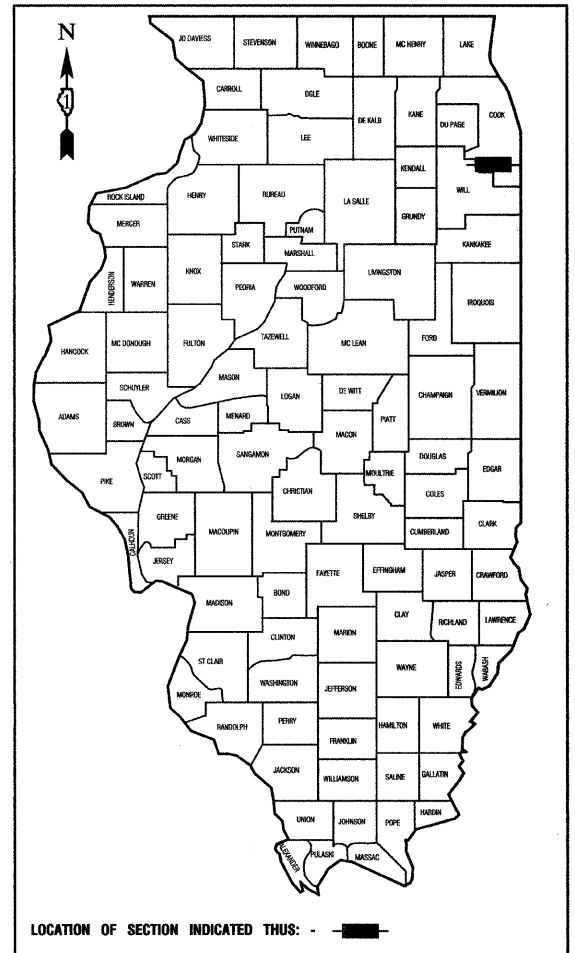 N
1
JO DAVIESS
STEVENSON
WINNEBAGO
BOONE
MC HENRY
LAKE
CARROLL
OGLE
DE KALB
KANE
DU PAGE
COOK
WHITESIDE
LEE
KENDALL
WILL
ROCK ISLAND
HENRY
BUREAU
LA SALLE
GRUNDY
MERCER
PUTNAM
STARK
MARSHALL
KANKAKEE
HENDERSON
WARREN
KNOX
PEORIA
WOODFORD
LIVINGSTON
IROQUOIS
HANCOCK
MC DONOUGH
FULTON
TAZEWELL
MC LEAN
FORD
SCHUYLER
MASON
LOGAN
DE WITT
CHAMPAIGN
VERMILION
ADAMS
BROWN
CASS
MENARD
PIATT
MACON
PIKE
SCOTT
MORGAN
SANGAMON
CHRISTIAN
MOULTRIE
DOUGLAS
EDGAR
COLES
GREENE
MACOUPIN
MONTGOMERY
SHELBY
CUMBERLAND
CLARK
CALHOUN
JERSEY
FAYETTE
EFFINGHAM
JASPER
CRAWFORD
MADISON
BOND
CLAY
RICHLAND
LAWRENCE
MARION
CLINTON
ST CLAIR
WAYNE
EDWARDS
WABASH
MONROE
WASHINGTON
JEFFERSON
RANDOLPH
PERRY
HAMILTON
WHITE
FRANKLIN
JACKSON
WILLIAMSON
SALINE
GALLATIN
UNION
JOHNSON
POPE
HARDIN
ALEXANDER
PULASKI
MASSAC
LOCATION OF SECTION INDICATED THUS: -